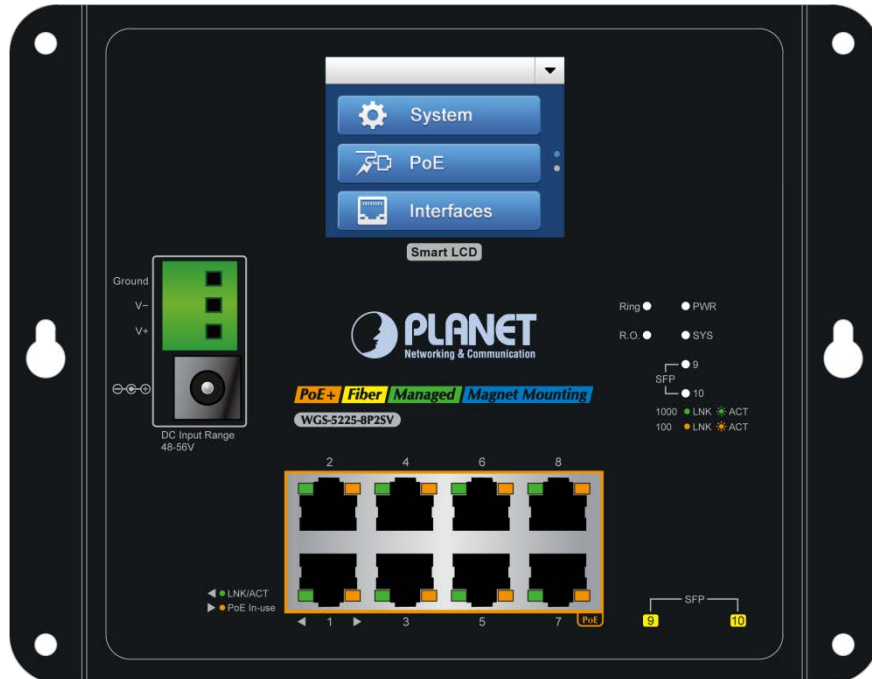 System
PoE
Interfaces
Smart LCD
Ground
V−
V+
DC Input Range
48-56V
PLANET
Networking & Communication
PoE+ Fiber Managed Magnet Mounting
WGS-5225-8P2SV
Ring PWR
R.O. SYS
9
SFP
10
1000 LNK ACT
100 LNK ACT
2 4 6 8
LNK/ACT
PoE In-use
1 3 5 7 PoE
SFP
9 10